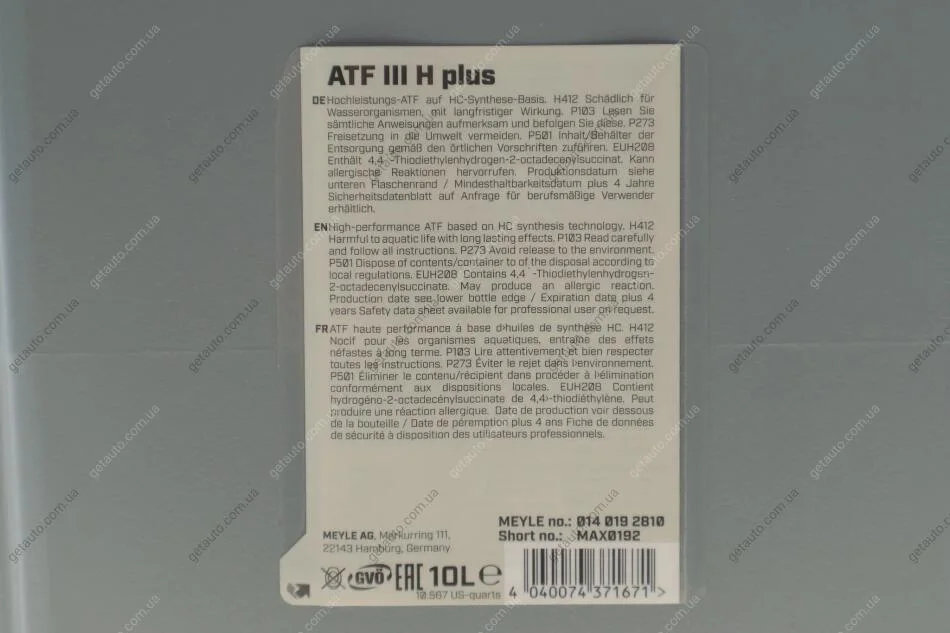 ATF III H plus
DE Hochleistungs-ATF auf HC-Synthese-Basis. H412 Schädlich für
Wasserorganismen, mit langfristiger Wirkung. P103 Lesen Sie
sämtliche Anweisungen aufmerksam und befolgen Sie diese. P273
Freisetzung in die Umwelt vermeiden. P501 Inhalt/Behälter der
Entsorgung gemäß den örtlichen Vorschriften zuführen. EUH208
Enthält 4,4 -Thiodiethylenhydrogen-2-octadecenylsuccinat. Kann
allergische Reaktionen hervorrufen. Produktionsdatum siehe
unteren Flaschenrand / Mindesthaltbarkeitsdatum plus 4 Jahre
Sicherheitsdatenblatt auf Anfrage für berufsmäßige Verwender
erhältlich.
EN High-performance ATF based on HC synthesis technology. H412
Harmful to aquatic life with long lasting effects. P103 Read carefully
and follow all instructions. P273 Avoid release to the environment.
P501 Dispose of contents/container to of the disposal according to
local regulations. EUH208 Contains 4,4 -Thiodiethylenhydrogen-
2-octadecenylsuccinate. May produce an allergic reaction.
Production date see lower bottle edge / Expiration date plus 4
years Safety data sheet available for professional user on request.
FR ATF haute performance à base d'huiles de synthèse HC. H412
Nocif pour les organismes aquatiques, entraîne des effets
néfastes à long terme. P103 Lire attentivement et bien respecter
toutes les instructions. P273 Éviter le rejet dans l'environnement.
P501 Éliminer le contenu/récipient dans procéder à l'élimination
conformément aux dispositions locales. EUH208 Contient
hydrogéno-2-octadecénylsuccinate de 4,4'-thiodiéthylène. Peut
produire une réaction allergique. Date de production voir dessous
de la bouteille / Date de péremption plus 4 ans Fiche de données
de sécurité à disposition des utilisateurs professionnels.
MEYLE no.: 014 019 2810
Short no.: MAX0192
MEYLE AG, Merkurring 111,
22143 Hamburg, Germany
GVÖ EAC 10L e
10.567 US-quarts
4 040074 371671 >
getauto.com.ua